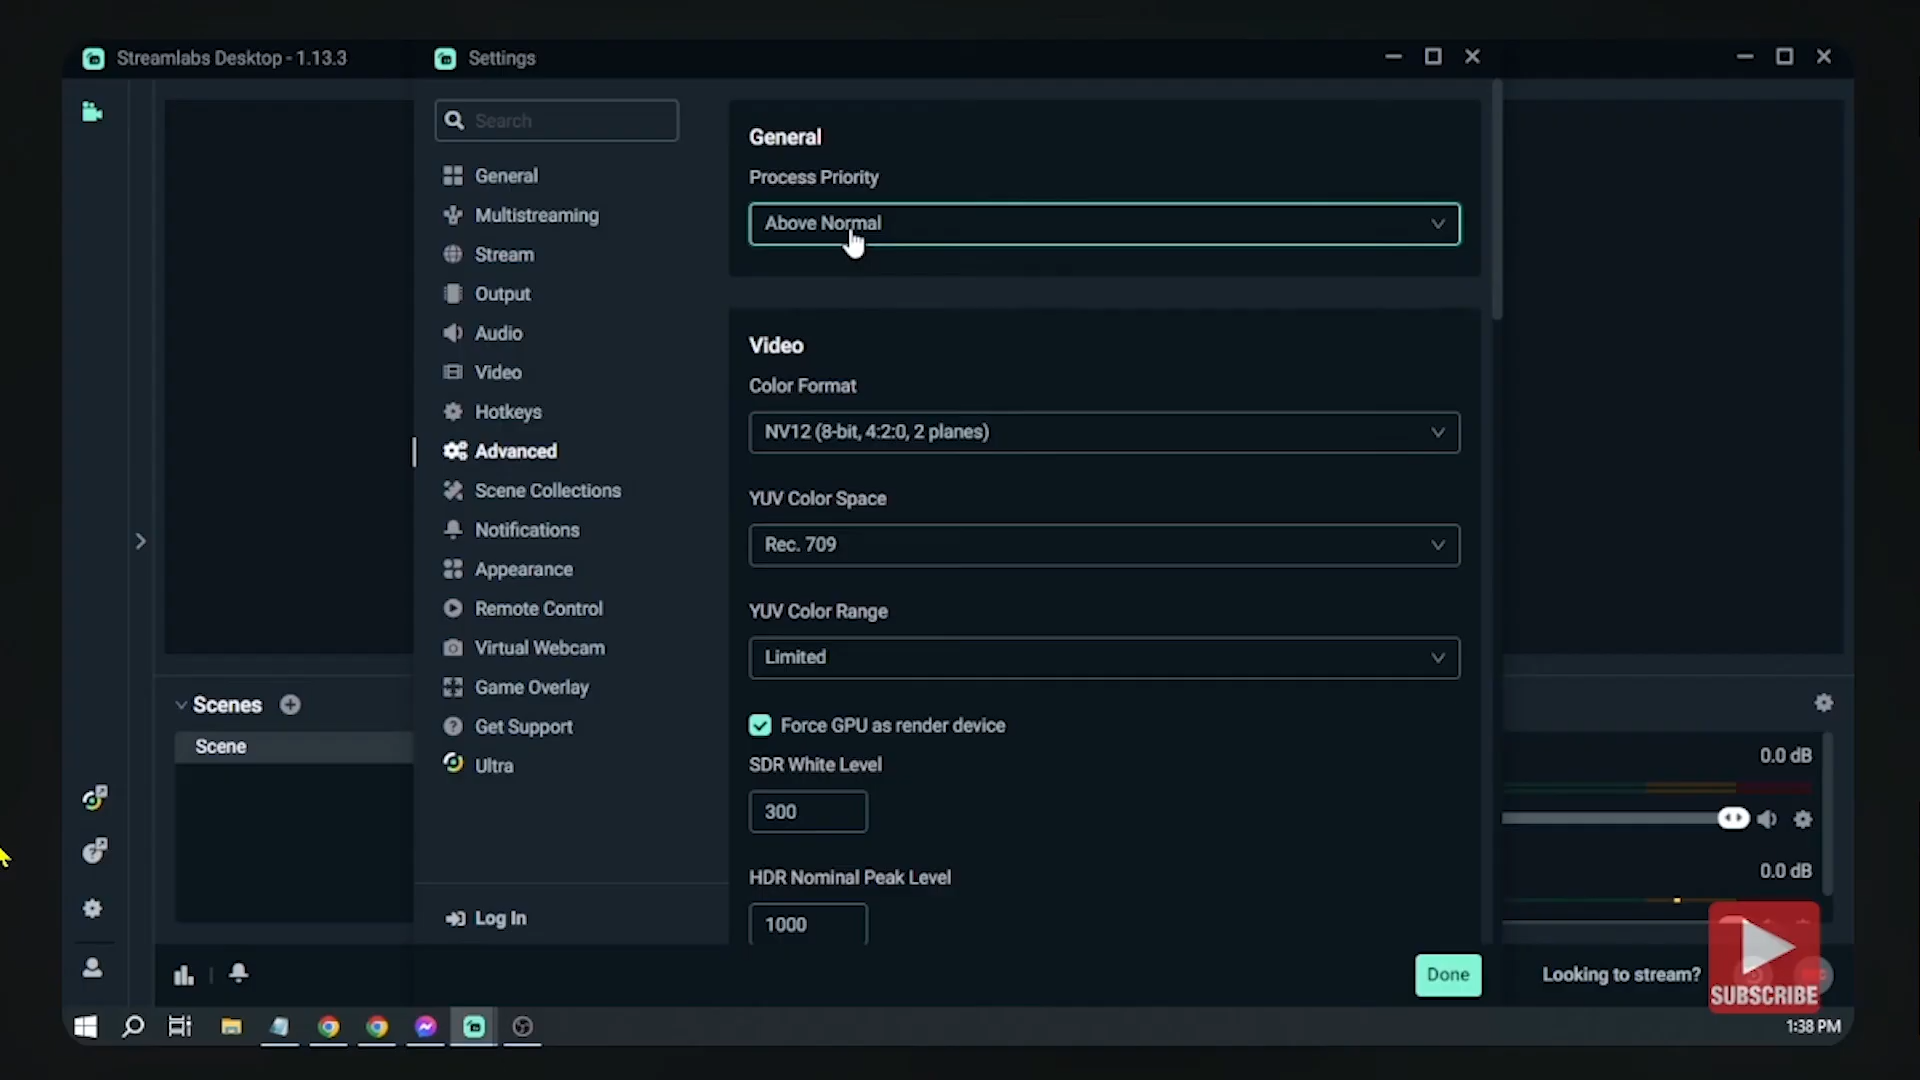 Streamlabs Desktop - 1.13.3
Settings
Search
General
Multistreaming
Stream
Output
Audio
Video
Hotkeys
Advanced
Scene Collections
Notifications
Appearance
Remote Control
Virtual Webcam
Game Overlay
Get Support
Ultra
Log In
General
Process Priority
Above Normal
Video
Color Format
NV12 (8-bit, 4:2:0, 2 planes)
YUV Color Space
Rec. 709
YUV Color Range
Limited
Force GPU as render device
SDR White Level
300
HDR Nominal Peak Level
1000
Done
Scenes
Scene
0.0 dB
0.0 dB
Looking to stream?
SUBSCRIBE
1:38 PM